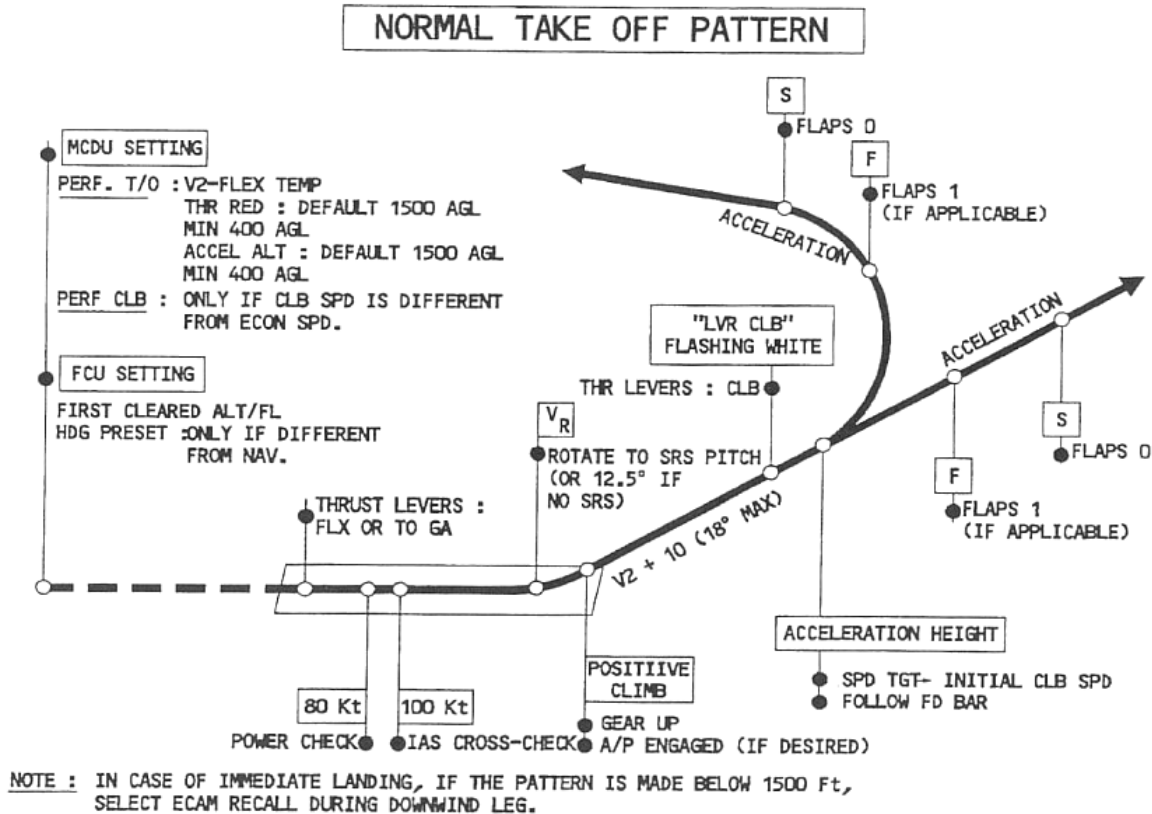 NORMAL TAKE OFF PATTERN
MCDU SETTING
PERF. T/O : V2-FLEX TEMP
THR RED : DEFAULT 1500 AGL
MIN 400 AGL
ACCEL ALT : DEFAULT 1500 AGL
MIN 400 AGL
PERF CLB : ONLY IF CLB SPD IS DIFFERENT
FROM ECON SPD.
FCU SETTING
FIRST CLEARED ALT/FL
HDG PRESET :ONLY IF DIFFERENT
FROM NAV.
THRUST LEVERS :
FLX OR TO GA
80 Kt
POWER CHECK
100 Kt
IAS CROSS-CHECK
VR
ROTATE TO SRS PITCH
(OR 12.5° IF
NO SRS)
POSITIIVE
CLIMB
GEAR UP
A/P ENGAGED (IF DESIRED)
V2 + 10 (18° MAX)
"LVR CLB"
FLASHING WHITE
THR LEVERS : CLB
ACCELERATION HEIGHT
SPD TGT- INITIAL CLB SPD
FOLLOW FD BAR
ACCELERATION
F
FLAPS 1
(IF APPLICABLE)
S
FLAPS 0
ACCELERATION
F
FLAPS 1
(IF APPLICABLE)
S
FLAPS 0
NOTE : IN CASE OF IMMEDIATE LANDING, IF THE PATTERN IS MADE BELOW 1500 Ft,
SELECT ECAM RECALL DURING DOWNWIND LEG.